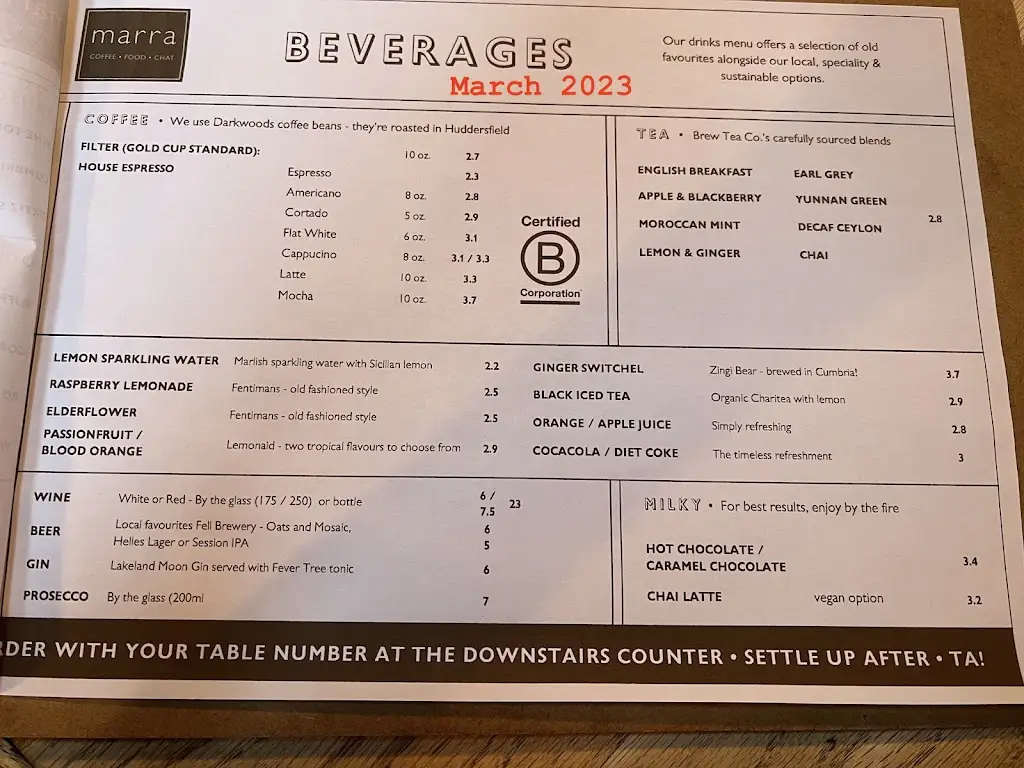 marra
COFFEE • FOOD • CHAT
BEVERAGES
March 2023
Our drinks menu offers a selection of old
favourites alongside our local, speciality &
sustainable options.
COFFEE • We use Darkwoods coffee beans - they're roasted in Huddersfield
FILTER (GOLD CUP STANDARD): 10 oz. 2.7
HOUSE ESPRESSO
Espresso 2.3
Americano 8 oz. 2.8
Cortado 5 oz. 2.9
Flat White 6 oz. 3.1
Cappucino 8 oz. 3.1 / 3.3
Latte 10 oz. 3.3
Mocha 10 oz. 3.7
Certified
B
Corporation
TEA • Brew Tea Co.'s carefully sourced blends
ENGLISH BREAKFAST EARL GREY
APPLE & BLACKBERRY YUNNAN GREEN
2.8
MOROCCAN MINT DECAF CEYLON
LEMON & GINGER CHAI
LEMON SPARKLING WATER Marlish sparkling water with Sicilian lemon 2.2
RASPBERRY LEMONADE Fentimans - old fashioned style 2.5
ELDERFLOWER Fentimans - old fashioned style 2.5
PASSIONFRUIT /
BLOOD ORANGE Lemonaid - two tropical flavours to choose from 2.9
GINGER SWITCHEL Zingi Bear - brewed in Cumbria! 3.7
BLACK ICED TEA Organic Charitea with lemon 2.9
ORANGE / APPLE JUICE Simply refreshing 2.8
COCACOLA / DIET COKE The timeless refreshment 3
WINE White or Red - By the glass (175 / 250) or bottle 6 /
7.5 23
BEER Local favourites Fell Brewery - Oats and Mosaic, 6
Helles Lager or Session IPA 5
GIN Lakeland Moon Gin served with Fever Tree tonic 6
PROSECCO By the glass (200ml 7
MILKY • For best results, enjoy by the fire
HOT CHOCOLATE /
CARAMEL CHOCOLATE 3.4
CHAI LATTE vegan option 3.2
RDER WITH YOUR TABLE NUMBER AT THE DOWNSTAIRS COUNTER • SETTLE UP AFTER • TA!